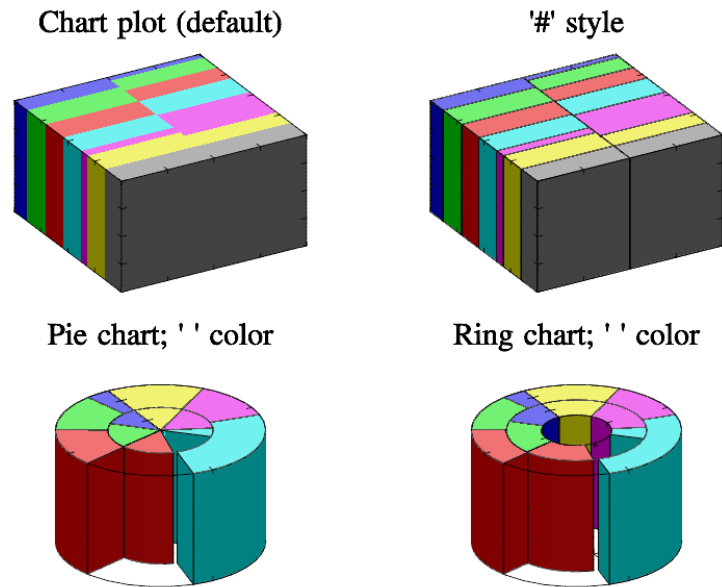 Chart plot (default)
'#' style
Pie chart; ' ' color
Ring chart; ' ' color